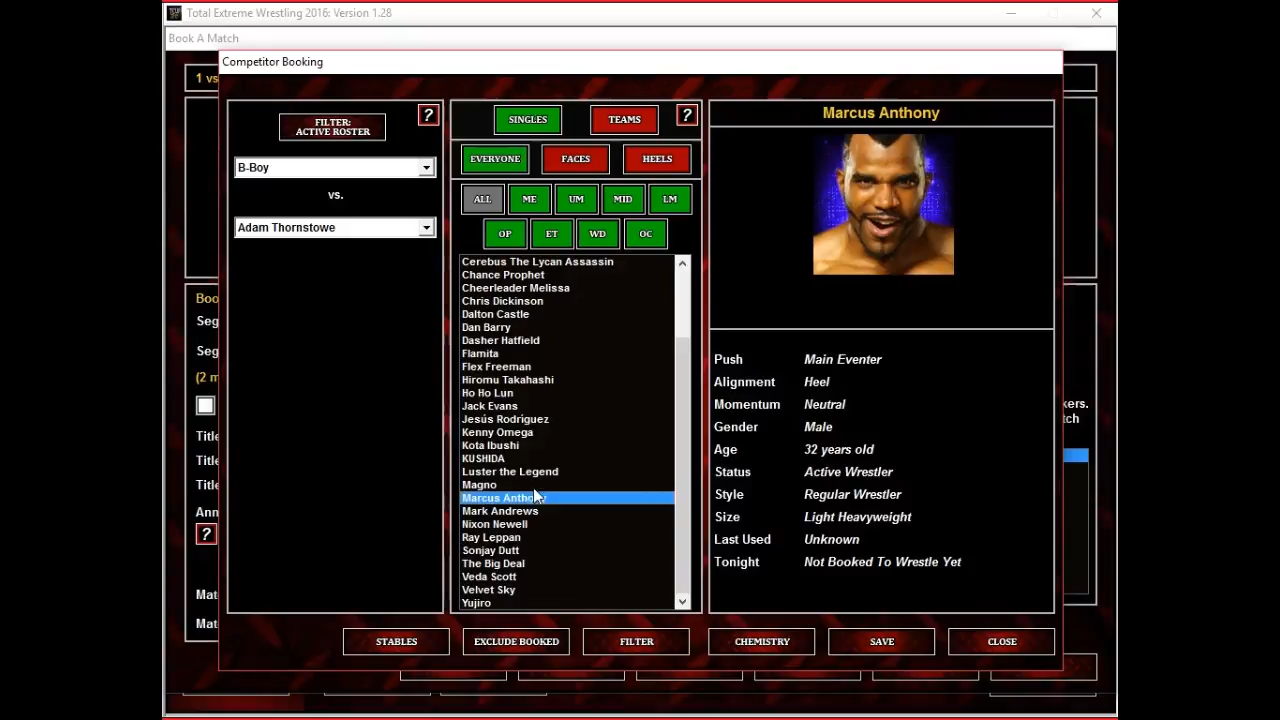 Total Extreme Wrestling 2016: Version 1.28
Book A Match
Competitor Booking
1 vs
FILTER:
ACTIVE ROSTER
?
B-Boy
vs.
Adam Thornstowe
SINGLES
TEAMS
?
EVERYONE
FACES
HEELS
ALL
ME
UM
MID
LM
OP
ET
WD
OC
Cerebus The Lycan Assassin
Chance Prophet
Cheerleader Melissa
Chris Dickinson
Dalton Castle
Dan Barry
Dasher Hatfield
Flamita
Flex Freeman
Hiromu Takahashi
Ho Ho Lun
Jack Evans
Jesús Rodríguez
Kenny Omega
Kota Ibushi
KUSHIDA
Luster the Legend
Magno
Marcus Anthony
Mark Andrews
Nixon Newell
Ray Leppan
Sonjay Dutt
The Big Deal
Veda Scott
Velvet Sky
Yujiro
Marcus Anthony
Push Main Eventer
Alignment Heel
Momentum Neutral
Gender Male
Age 32 years old
Status Active Wrestler
Style Regular Wrestler
Size Light Heavyweight
Last Used Unknown
Tonight Not Booked To Wrestle Yet
Boo
Seg
Seg
(2 m
Title
Title
Title
Ann
?
Mat
Mat
kers.
tch
STABLES
EXCLUDE BOOKED
FILTER
CHEMISTRY
SAVE
CLOSE